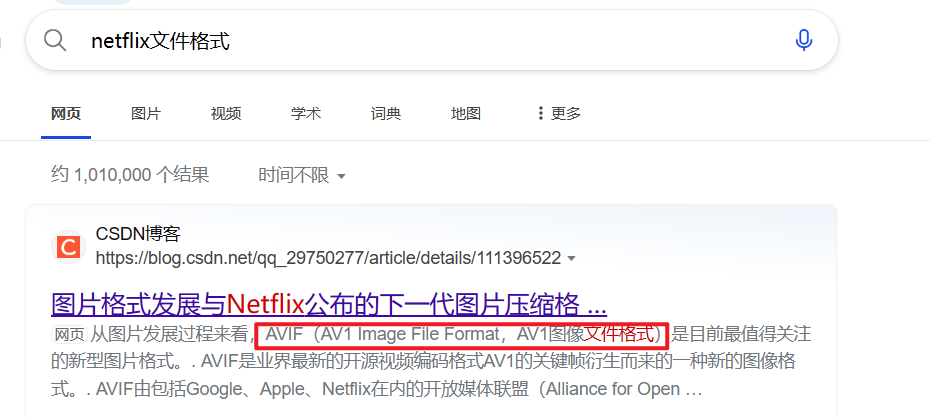 netflix文件格式
网页 图片 视频 学术 词典 地图 更多
约 1,010,000 个结果 时间不限
CSDN博客
https://blog.csdn.net/qq_29750277/article/details/111396522
图片格式发展与Netflix公布的下一代图片压缩格 ...
网页 从图片发展过程来看，AVIF（AV1 Image File Format，AV1图像文件格式）是目前最值得关注
的新型图片格式。. AVIF是业界最新的开源视频编码格式AV1的关键帧衍生而来的一种新的图像格
式。. AVIF由包括Google、Apple、Netflix在内的开放媒体联盟（Alliance for Open …